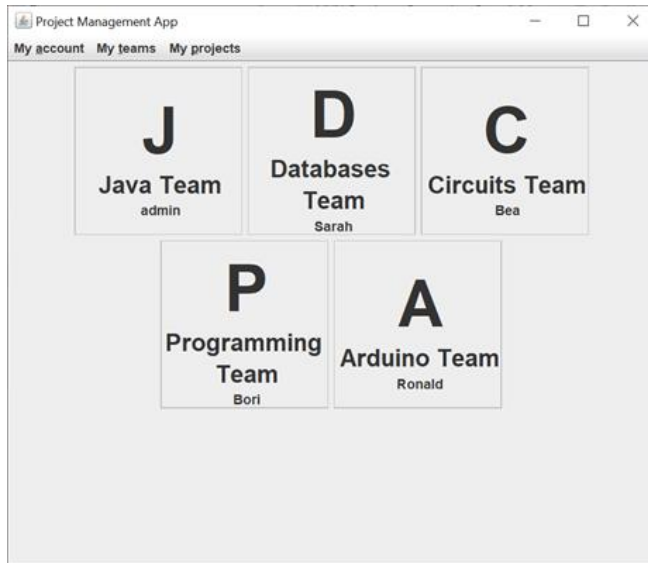 Project Management App
My account My teams My projects
J
Java Team
admin
D
Databases
Team
Sarah
C
Circuits Team
Bea
P
Programming
Team
Bori
A
Arduino Team
Ronald